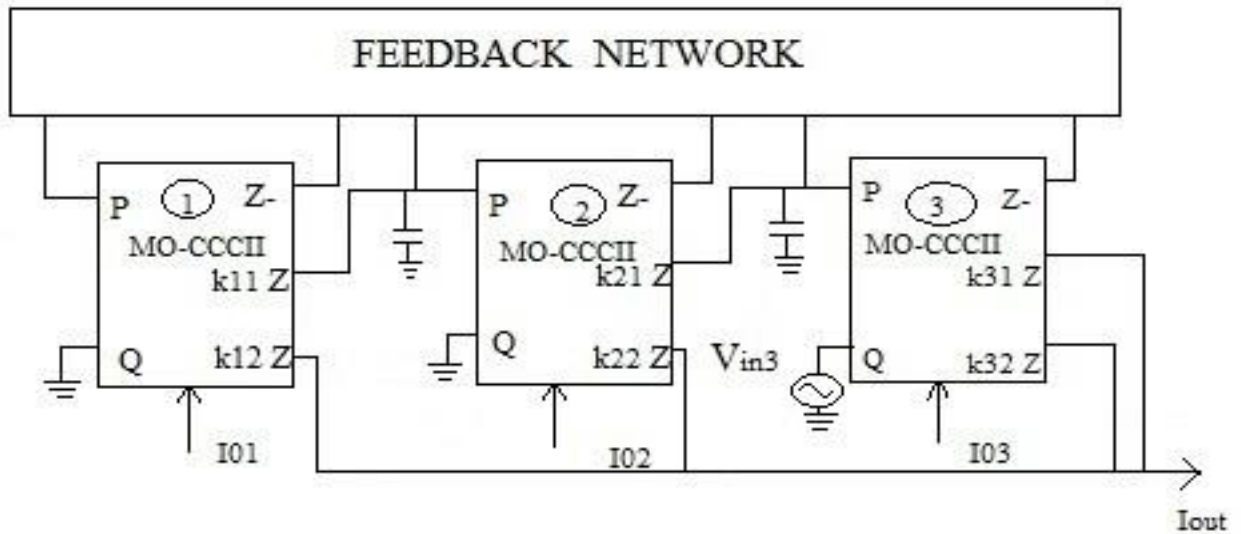 FEEDBACK NETWORK
P 1 Z-
MO-CCCII
k11 Z
Q k12 Z
I01
P 2 Z-
MO-CCCII
k21 Z
Q k22 Z
I02
Vin3
P 3 Z-
MO-CCCII
k31 Z
Q k32 Z
I03
Iout